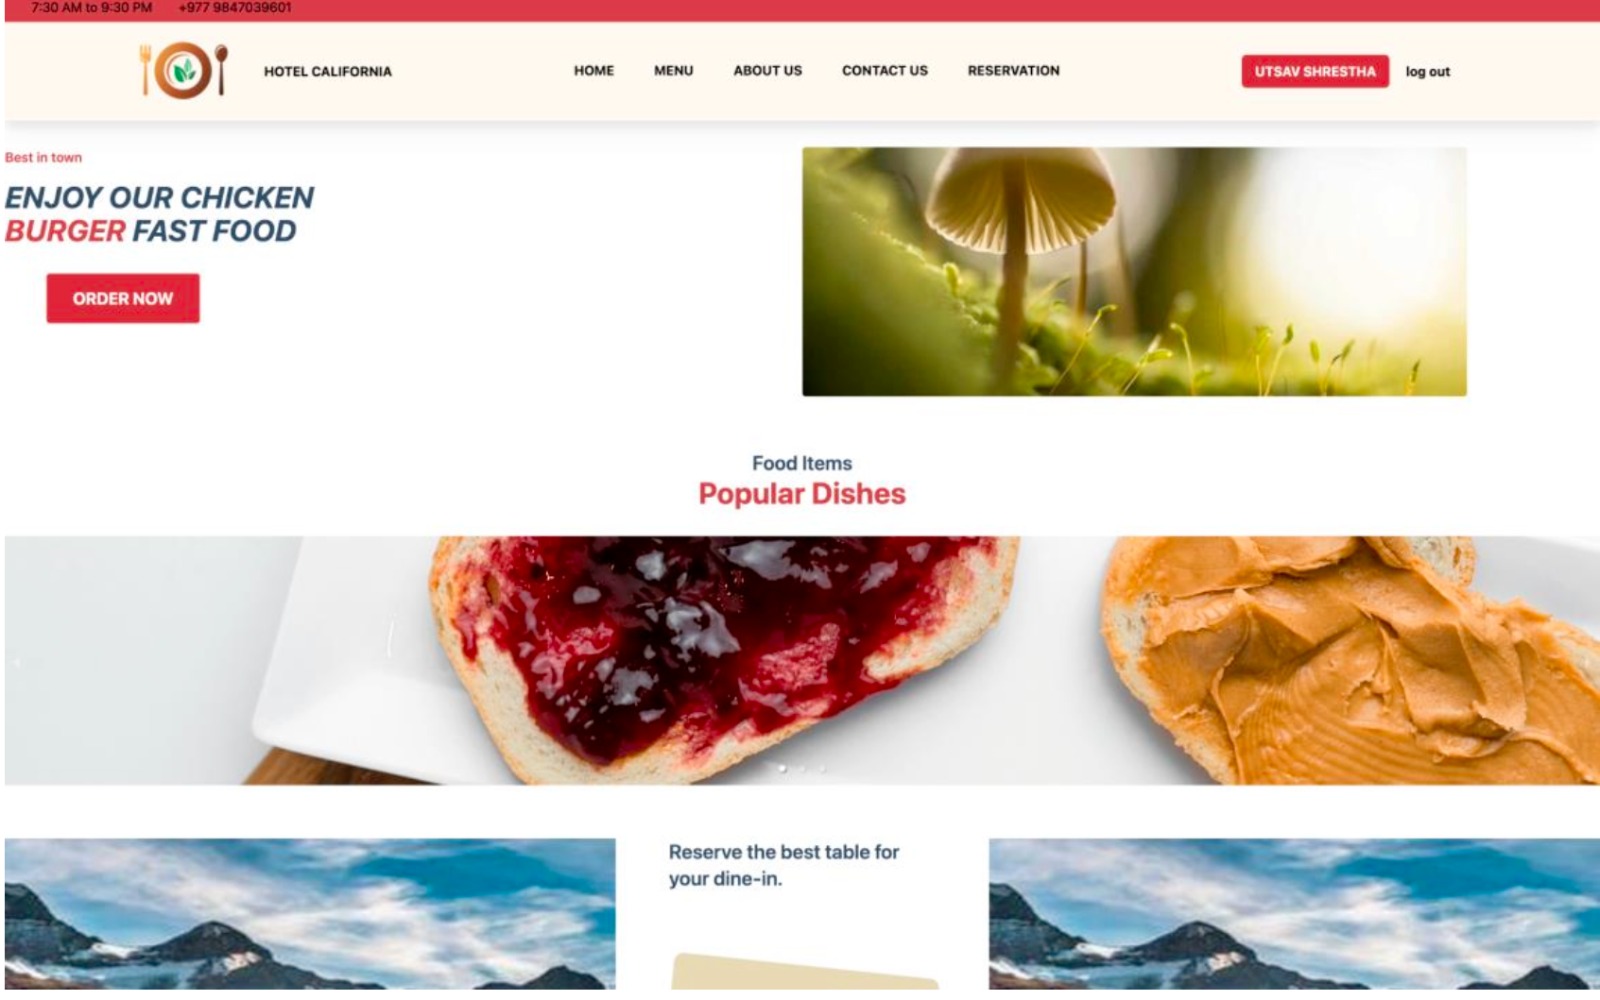 7:30 AM to 9:30 PM +977 9847039601
HOTEL CALIFORNIA HOME MENU ABOUT US CONTACT US RESERVATION UTSAV SHRESTHA log out
Best in town
ENJOY OUR CHICKEN
BURGER FAST FOOD
ORDER NOW
Food Items
Popular Dishes
Reserve the best table for
your dine-in.